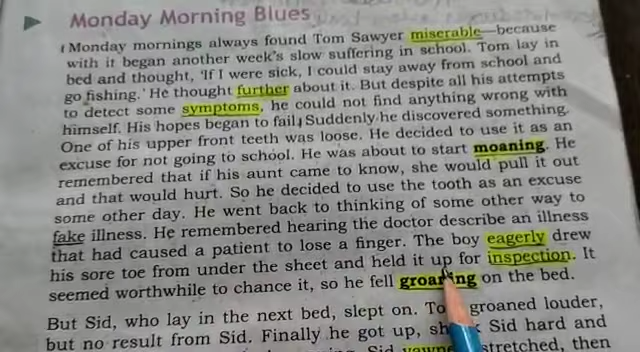 Monday Morning Blues
Monday mornings always found Tom Sawyer miserable—because
with it began another week's slow suffering in school. Tom lay in
bed and thought, 'If I were sick, I could stay away from school and
go fishing.' He thought further about it. But despite all his attempts
to detect some symptoms, he could not find anything wrong with
himself. His hopes began to fail. Suddenly he discovered something.
One of his upper front teeth was loose. He decided to use it as an
excuse for not going to school. He was about to start moaning. He
remembered that if his aunt came to know, she would pull it out
and that would hurt. So he decided to use the tooth as an excuse
some other day. He went back to thinking of some other way to
fake illness. He remembered hearing the doctor describe an illness
that had caused a patient to lose a finger. The boy eagerly drew
his sore toe from under the sheet and held it up for inspection. It
seemed worthwhile to chance it, so he fell groaning on the bed.
But Sid, who lay in the next bed, slept on. groaned louder,
but no result from Sid. Finally he got up, Sid hard and
Sid stretched, then